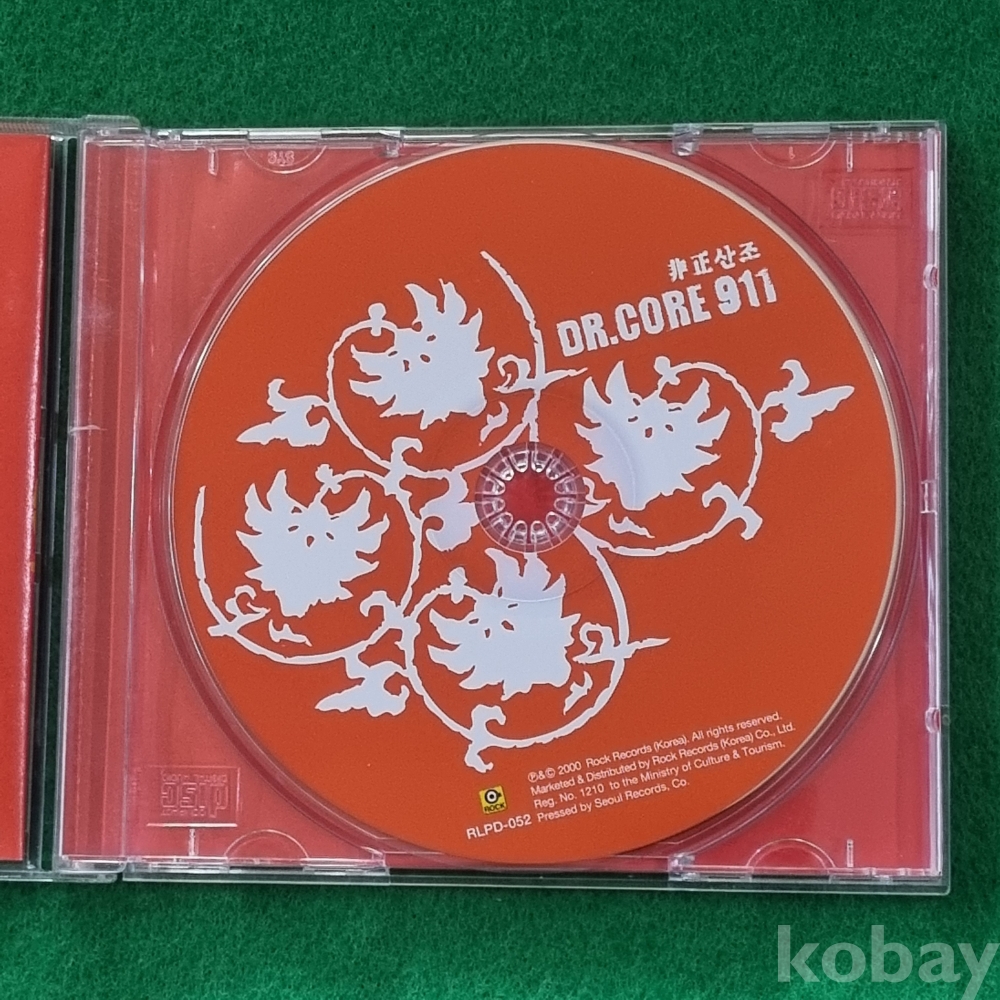 非正산조
DR.CORE 911
℗&© 2000 Rock Records (Korea). All rights reserved.
Marketed & Distributed by Rock Records (Korea) Co., Ltd.
Reg. No. 1210 to the Ministry of Culture & Tourism.
Pressed by Seoul Records, Co.
ROCK
RLPD-052
kobay